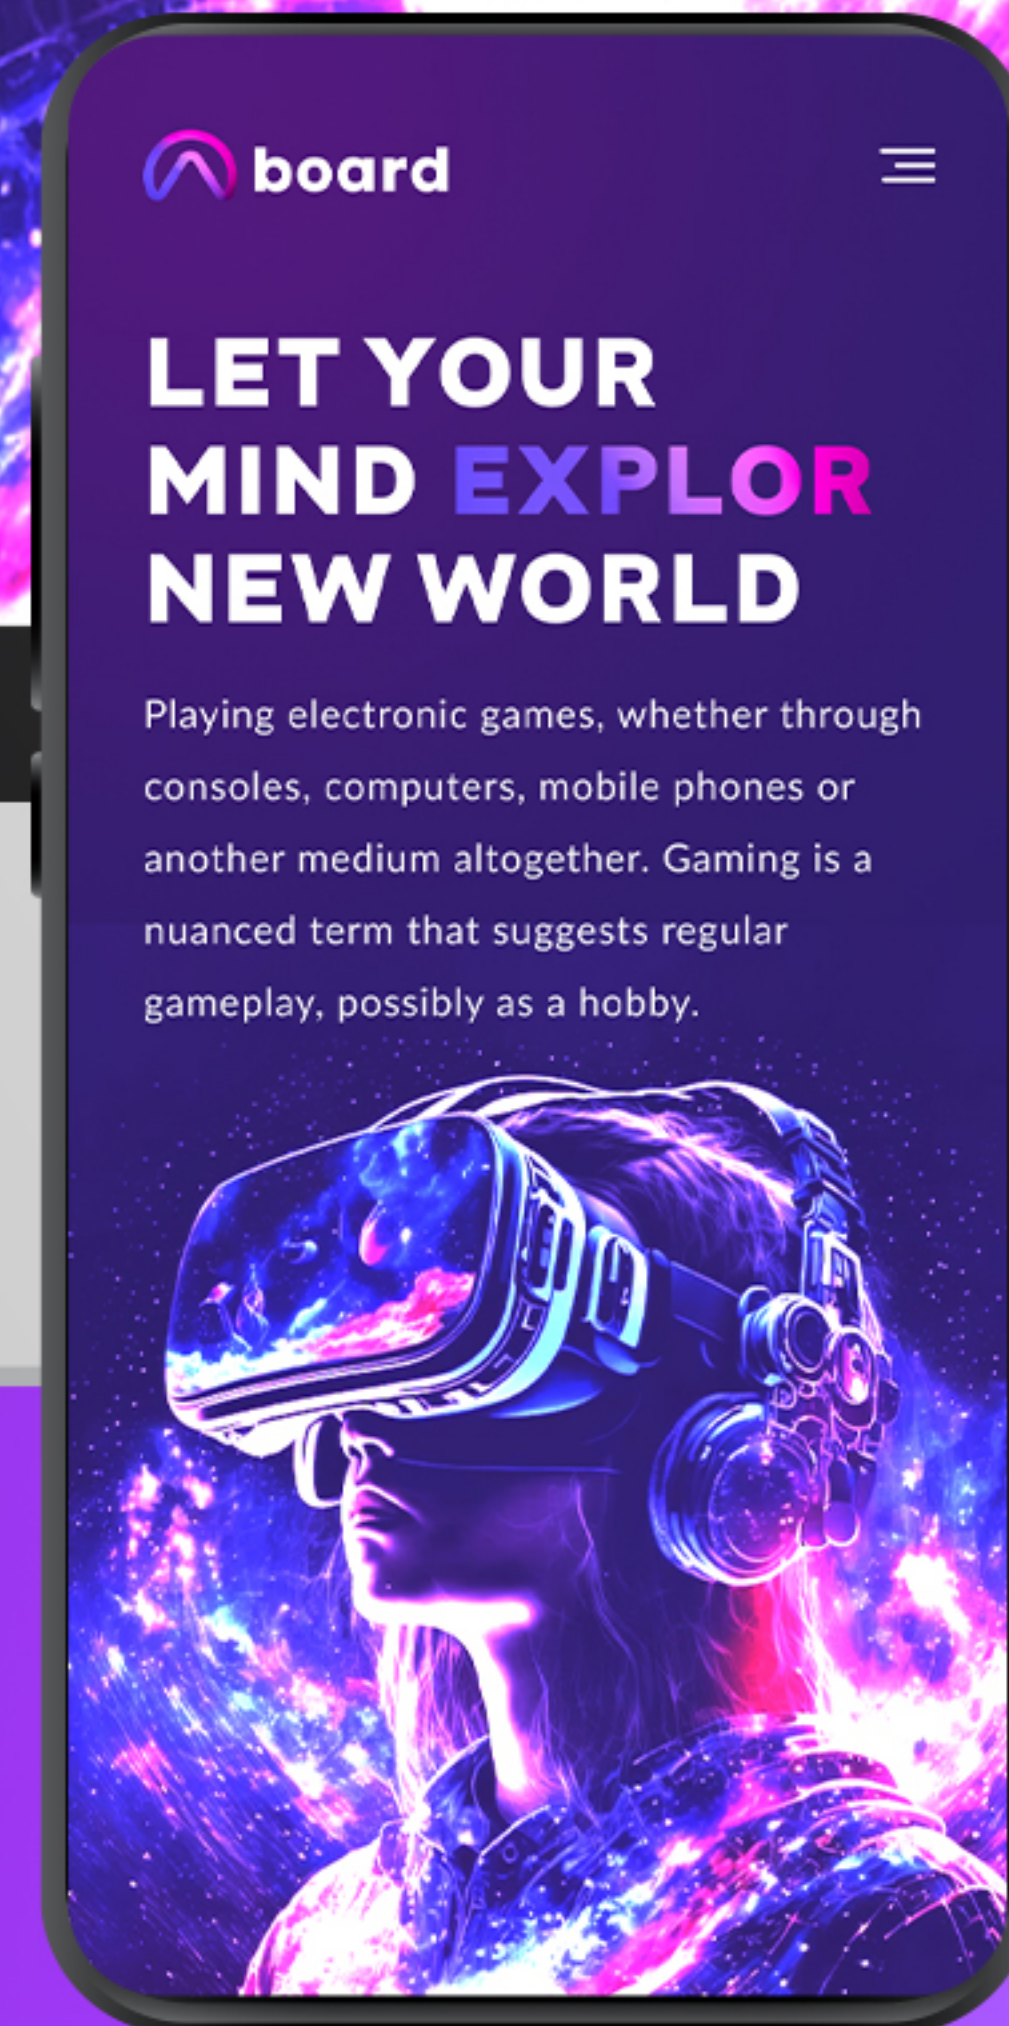 board
LET YOUR
MIND EXPLOR
NEW WORLD
Playing electronic games, whether through
consoles, computers, mobile phones or
another medium altogether. Gaming is a
nuanced term that suggests regular
gameplay, possibly as a hobby.